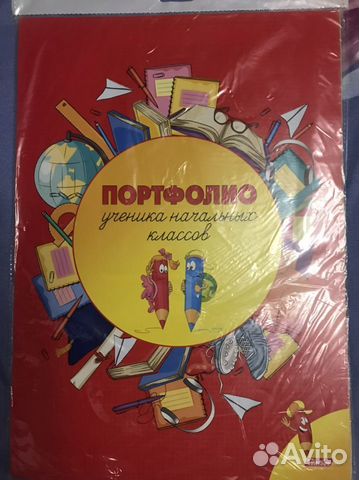 ПОРТФОЛИО
ученика начальных
классов
Avito